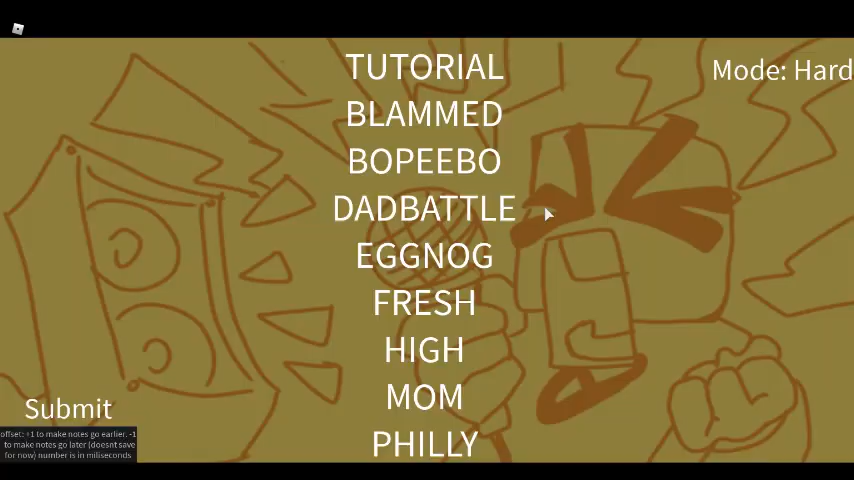 TUTORIAL
Mode: Hard
BLAMMED
BOPEEBO
DADBATTLE
EGGNOG
FRESH
HIGH
MOM
Submit
PHILLY
offset: +1 to make notes go earlier. -1
to make notes go later (doesnt save
for now) number is in miliseconds